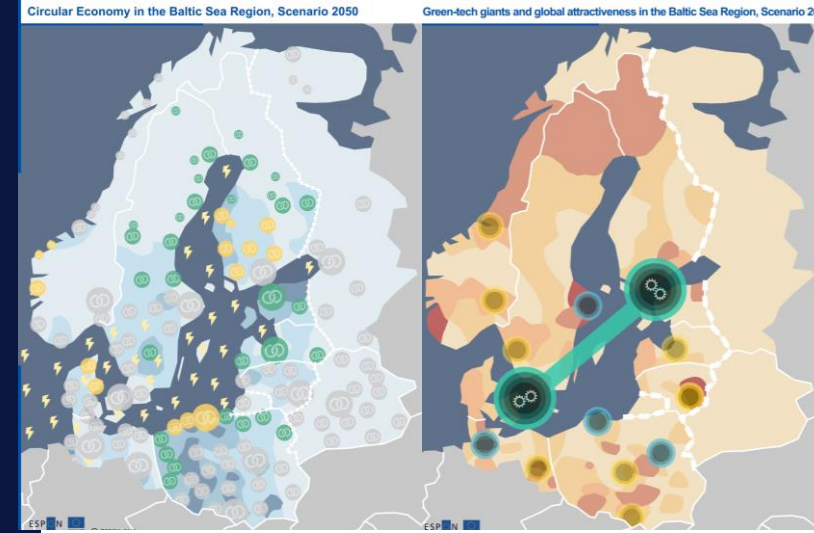 Circular Economy in the Baltic Sea Region, Scenario 2050
Green-tech giants and global attractiveness in the Baltic Sea Region, Scenario
ESPON
ESPON